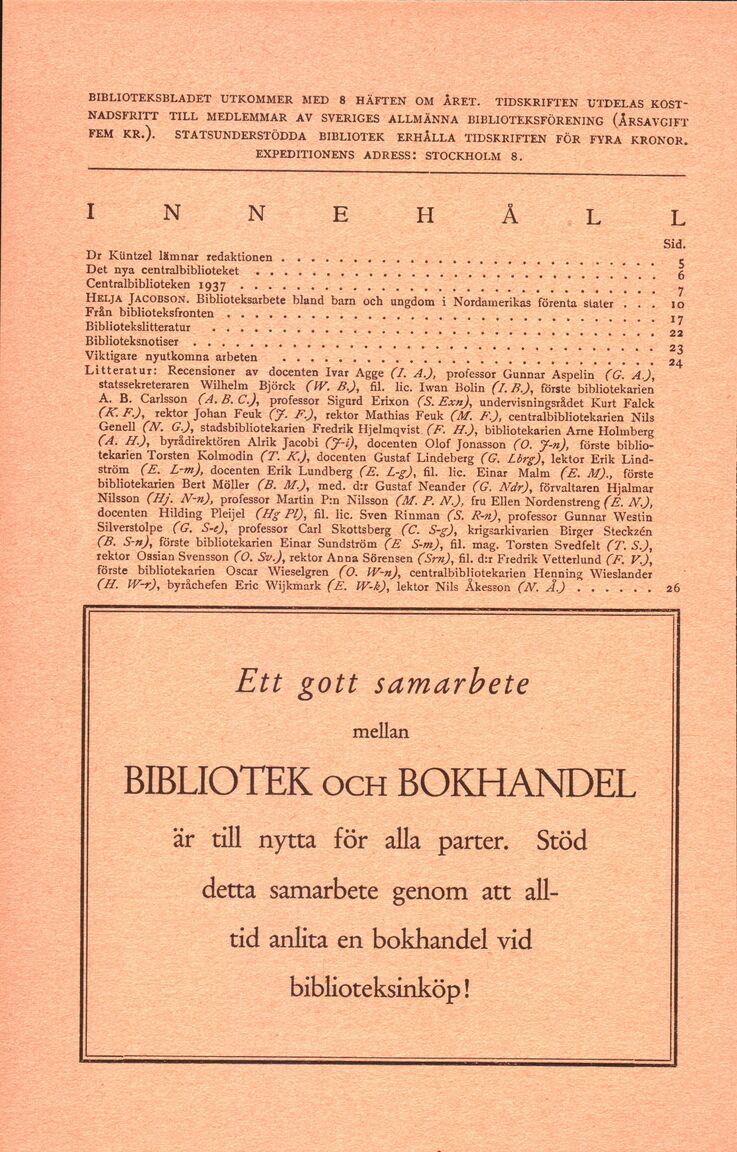 BIBLIOTEKSBLADET UTKOMMER MED 8 HÄFTEN OM ÅRET. TIDSKRIFTEN UTDELAS KOST-
NADSFRITT TILL MEDLEMMAR AV SVERIGES ALLMÄNNA BIBLIOTEKSFÖRENING (ÅRSAVGIFT
FEM KR.). STATSUNDERSTÖDDA BIBLIOTEK ERHÅLLA TIDSKRIFTEN FÖR FYRA KRONOR.
EXPEDITIONENS ADRESS: STOCKHOLM 8.
I N N E H Å L L
Sid.
Dr Küntzel lämnar redaktionen . . . . . . . . . . . . . . . . . . . . . . . . . . 5
Det nya centralbiblioteket . . . . . . . . . . . . . . . . . . . . . . . . . . . . 6
Centralbiblioteken 1937 . . . . . . . . . . . . . . . . . . . . . . . . . . . . . 7
HELJA JACOBSON. Biblioteksarbete bland barn och ungdom i Nordamerikas förenta stater . . . 10
Från biblioteksfronten . . . . . . . . . . . . . . . . . . . . . . . . . . . . . . 17
Bibliotekslitteratur . . . . . . . . . . . . . . . . . . . . . . . . . . . . . . 22
Biblioteksnotiser . . . . . . . . . . . . . . . . . . . . . . . . . . . . . . . . 23
Viktigare nyutkomna arbeten . . . . . . . . . . . . . . . . . . . . . . . . . . 24
Litteratur: Recensioner av docenten Ivar Agge (I. A.), professor Gunnar Aspelin (G. A.),
statssekreteraren Wilhelm Björck (W. B.), fil. lic. Iwan Bolin (I. B.), förste bibliotekarien
A. B. Carlsson (A. B. C.), professor Sigurd Erixon (S. Exn), undervisningsrådet Kurt Falck
(K. F.), rektor Johan Feuk (J. F.), rektor Mathias Feuk (M. F.), centralbibliotekarien Nils
Genell (N. G.), stadsbibliotekarien Fredrik Hjelmqvist (F. H.), bibliotekarien Arne Holmberg
(A. H.), byrådirektören Alrik Jacobi (J-i), docenten Olof Jonasson (O. J-n), förste biblio-
tekarien Torsten Kolmodin (T. K.), docenten Gustaf Lindeberg (G. Lbrg), lektor Erik Lind-
ström (E. L-m), docenten Erik Lundberg (E. L-g), fil. lic. Einar Malm (E. M)., förste
bibliotekarien Bert Möller (B. M.), med. d:r Gustaf Neander (G. Ndr), förvaltaren Hjalmar
Nilsson (Hj. N-n), professor Martin P:n Nilsson (M. P. N.), fru Ellen Nordenstreng (E. N.),
docenten Hilding Pleijel (Hg Pl), fil. lic. Sven Rinman (S. R-n), professor Gunnar Westin
Silverstolpe (G. S-e), professor Carl Skottsberg (C. S-g), krigsarkivarien Birger Steckzén
(B. S-n), förste bibliotekarien Einar Sundström (E S-m), fil. mag. Torsten Svedfelt (T. S.),
rektor Ossian Svensson (O. Sv.), rektor Anna Sörensen (Srn), fil. d:r Fredrik Vetterlund (F. V.),
förste bibliotekarien Oscar Wieselgren (O. W-n), centralbibliotekarien Henning Wieslander
(H. W-r), byråchefen Eric Wijkmark (E. W-k), lektor Nils Åkesson (N. Å.) . . . . . . 26
Ett gott samarbete
mellan
BIBLIOTEK OCH BOKHANDEL
är till nytta för alla parter. Stöd
detta samarbete genom att all-
tid anlita en bokhandel vid
biblioteksinköp!